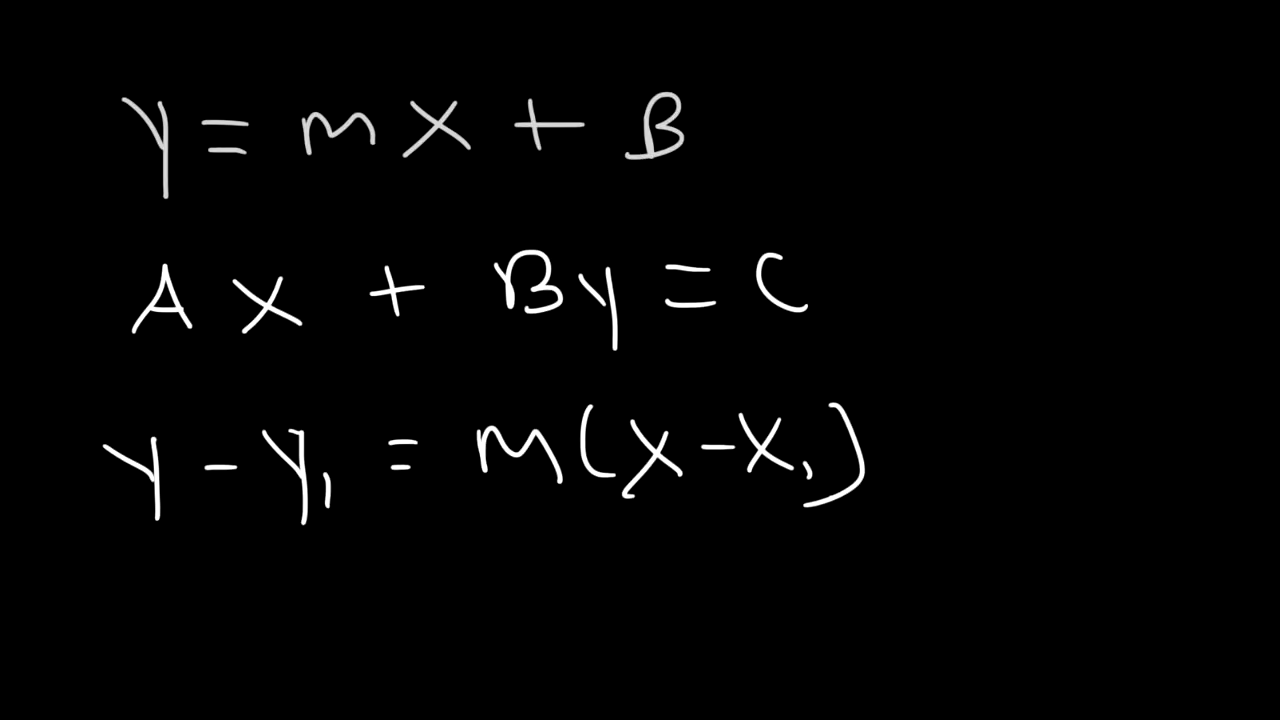 y = mx + B
Ax + By = C
y - y₁ = m(x - x₁)